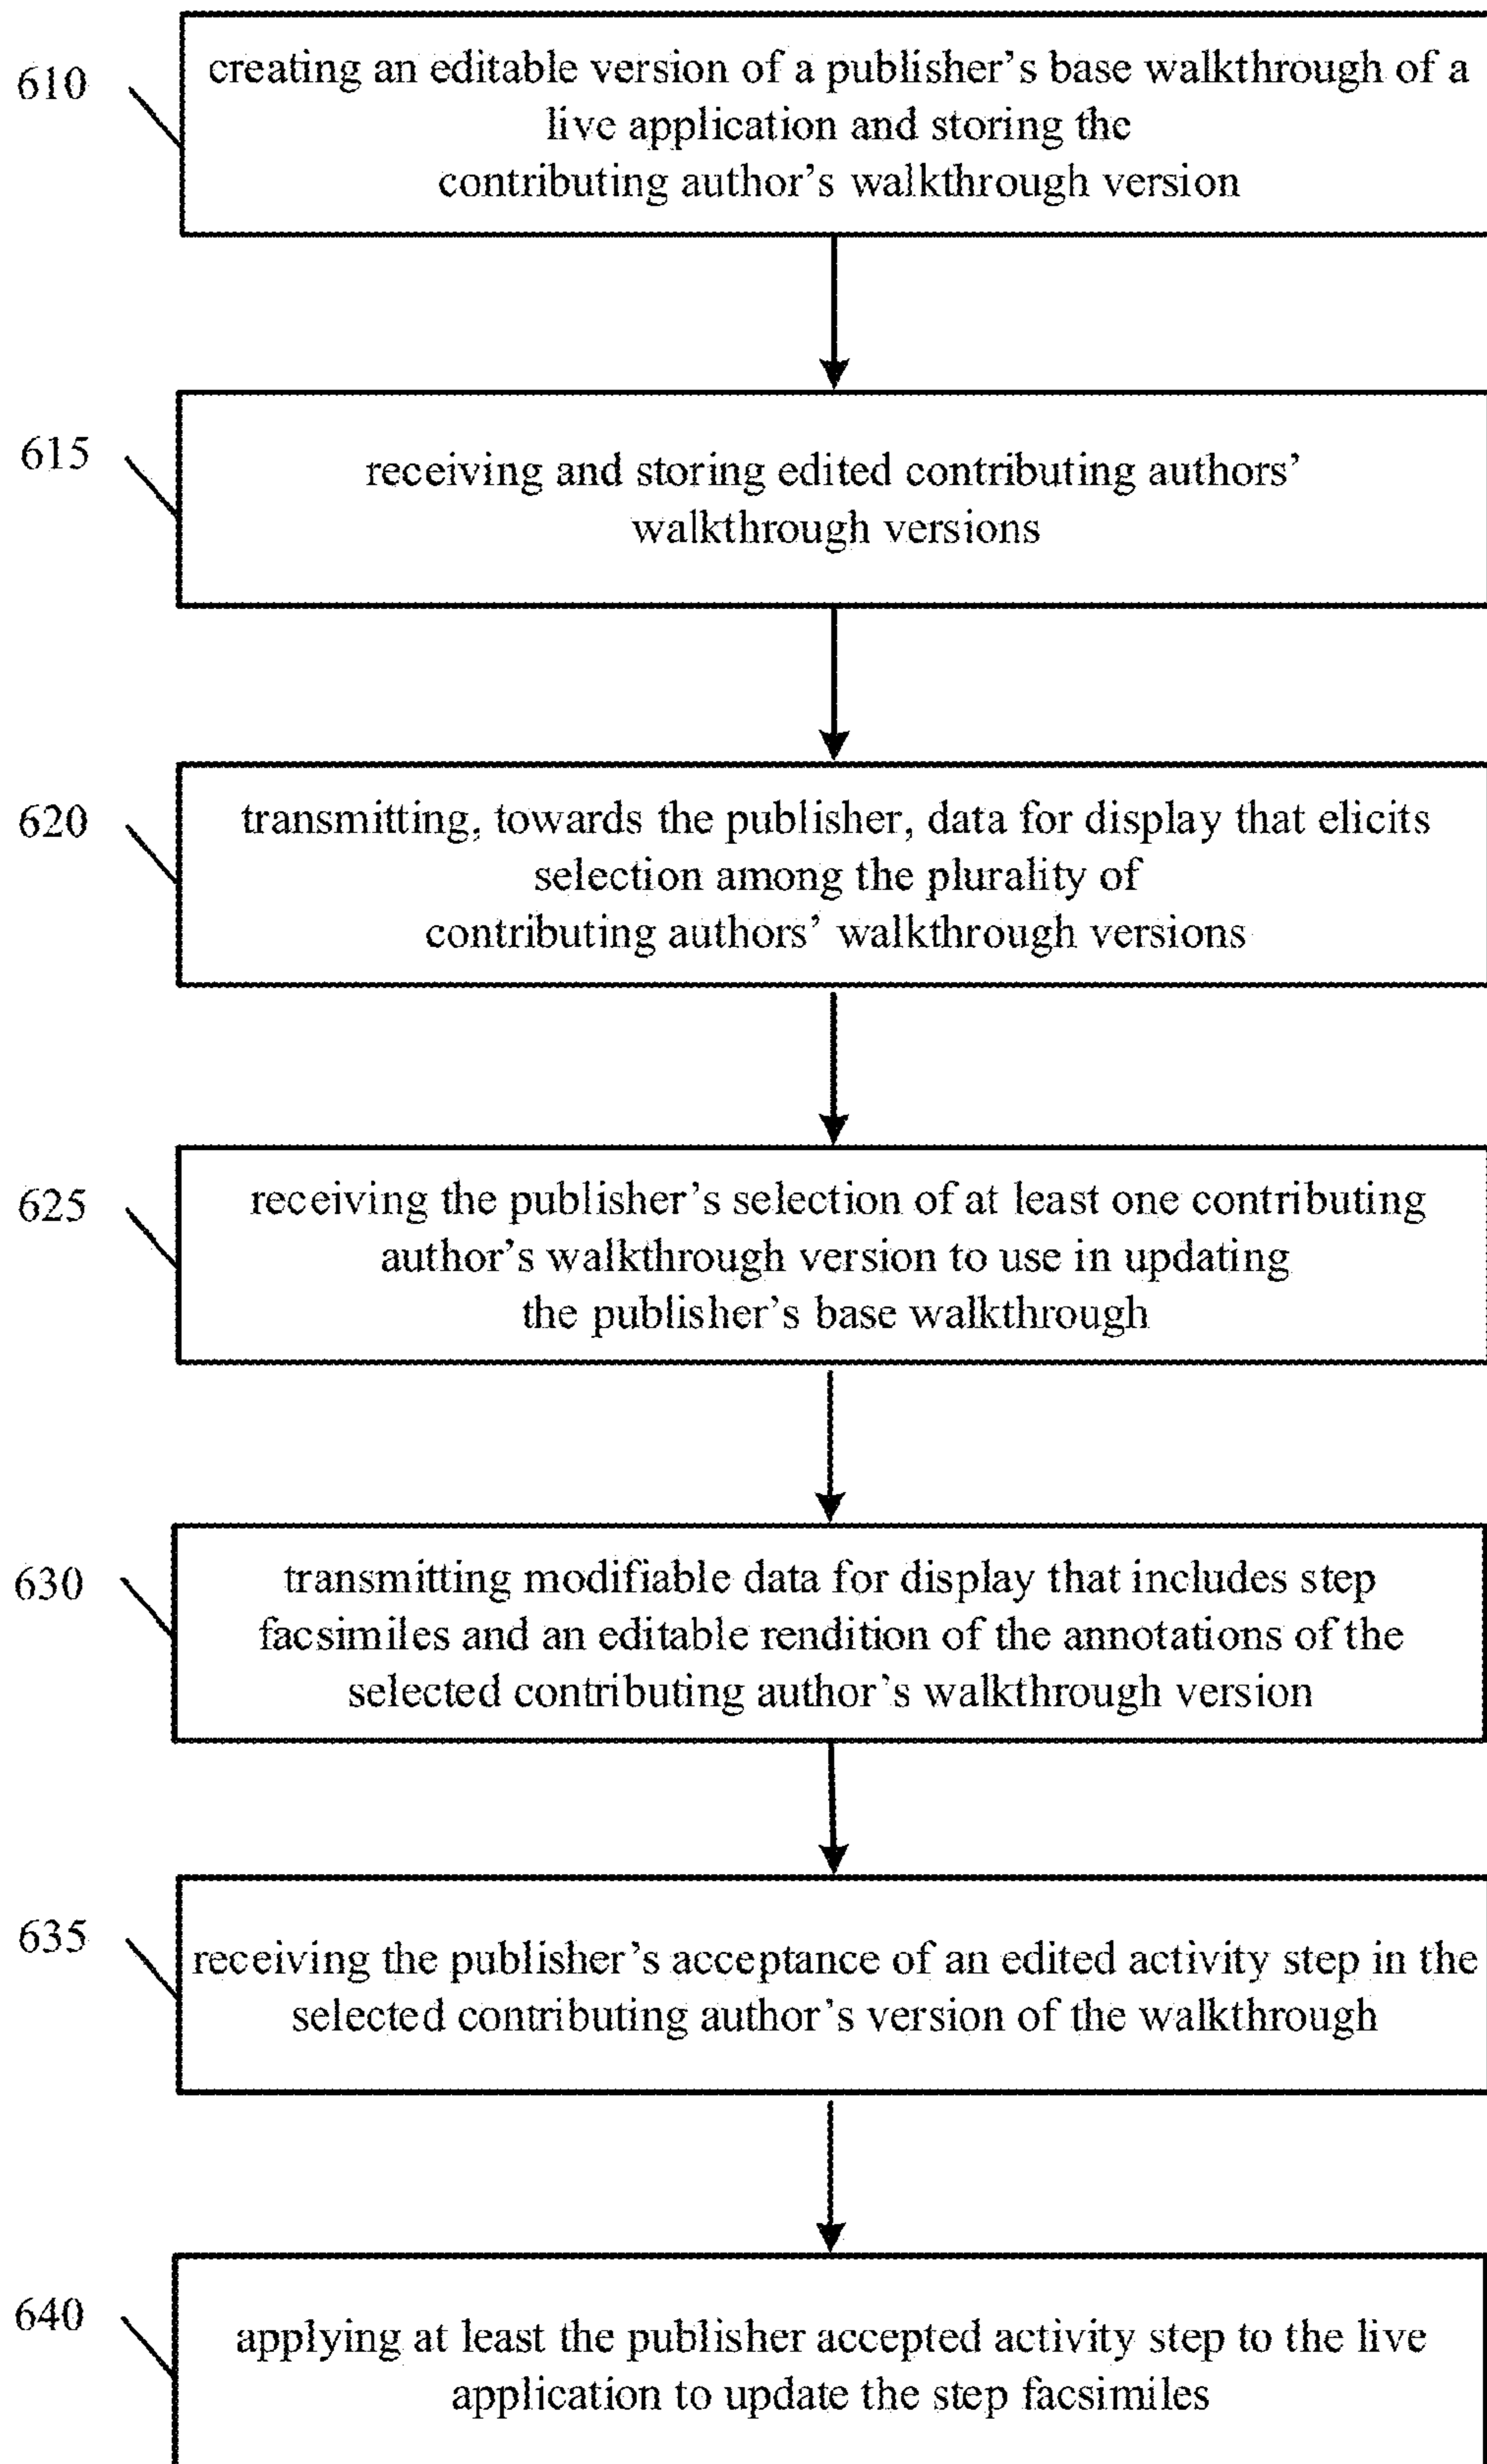 610
creating an editable version of a publisher's base walkthrough of a
live application and storing the
contributing author's walkthrough version
615
receiving and storing edited contributing authors'
walkthrough versions
620
transmitting, towards the publisher, data for display that elicits
selection among the plurality of
contributing authors' walkthrough versions
625
receiving the publisher's selection of at least one contributing
author's walkthrough version to use in updating
the publisher's base walkthrough
630
transmitting modifiable data for display that includes step
facsimiles and an editable rendition of the annotations of the
selected contributing author's walkthrough version
635
receiving the publisher's acceptance of an edited activity step in the
selected contributing author's version of the walkthrough
640
applying at least the publisher accepted activity step to the live
application to update the step facsimiles